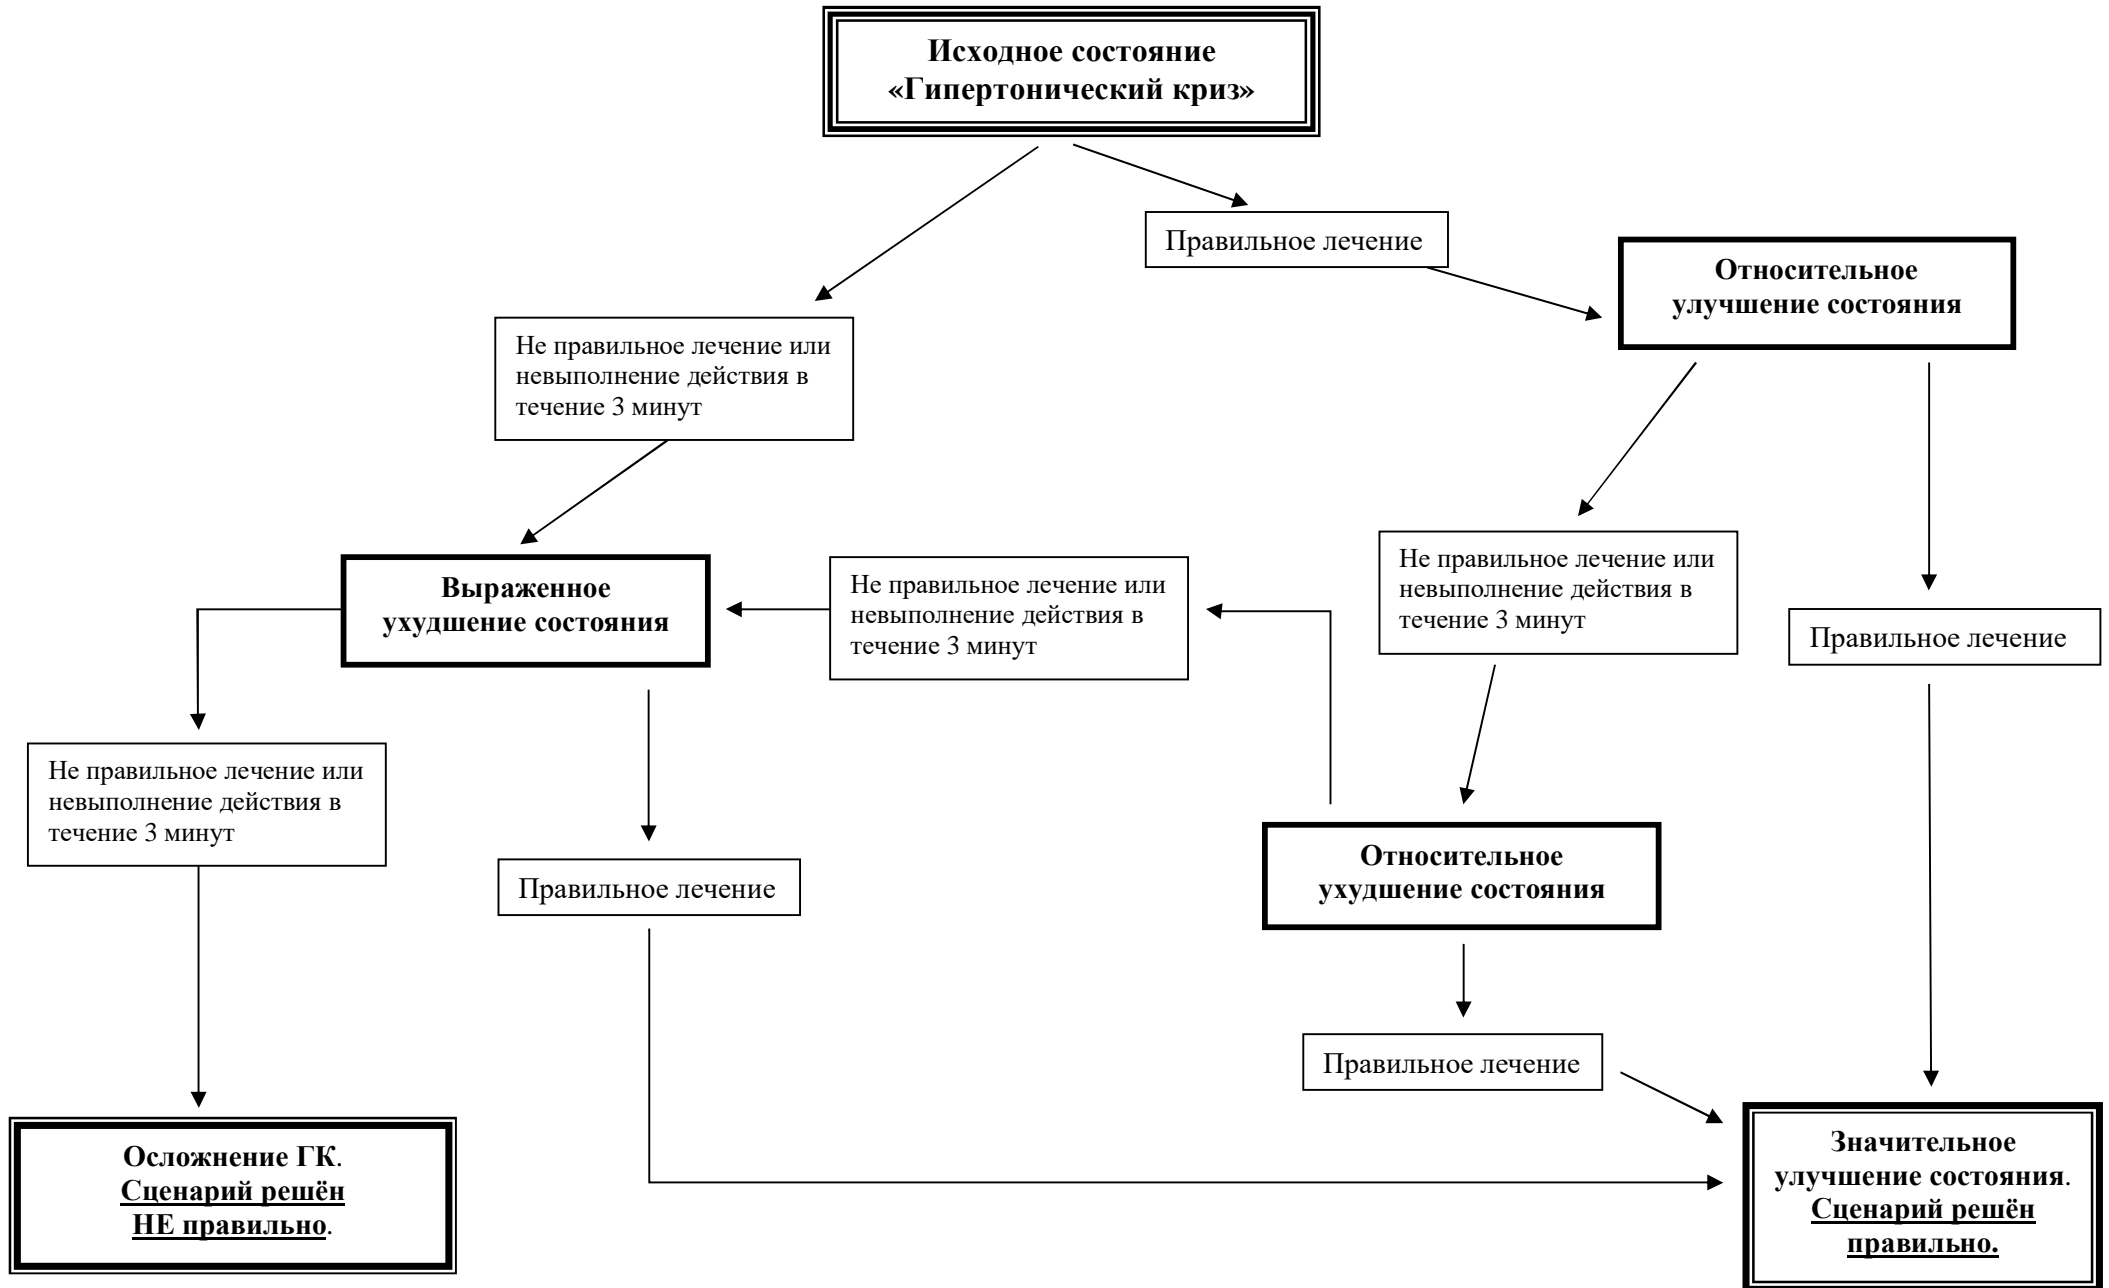 Исходное состояние
«Гипертонический криз»
Правильное лечение
Относительное
улучшение состояния
Не правильное лечение или
невыполнение действия в
течение 3 минут
Выраженное
ухудшение состояния
Не правильное лечение или
невыполнение действия в
течение 3 минут
Не правильное лечение или
невыполнение действия в
течение 3 минут
Правильное лечение
Не правильное лечение или
невыполнение действия в
течение 3 минут
Правильное лечение
Относительное
ухудшение состояния
Правильное лечение
Осложнение ГК.
Сценарий решён
НЕ правильно.
Значительное
улучшение состояния.
Сценарий решён
правильно.